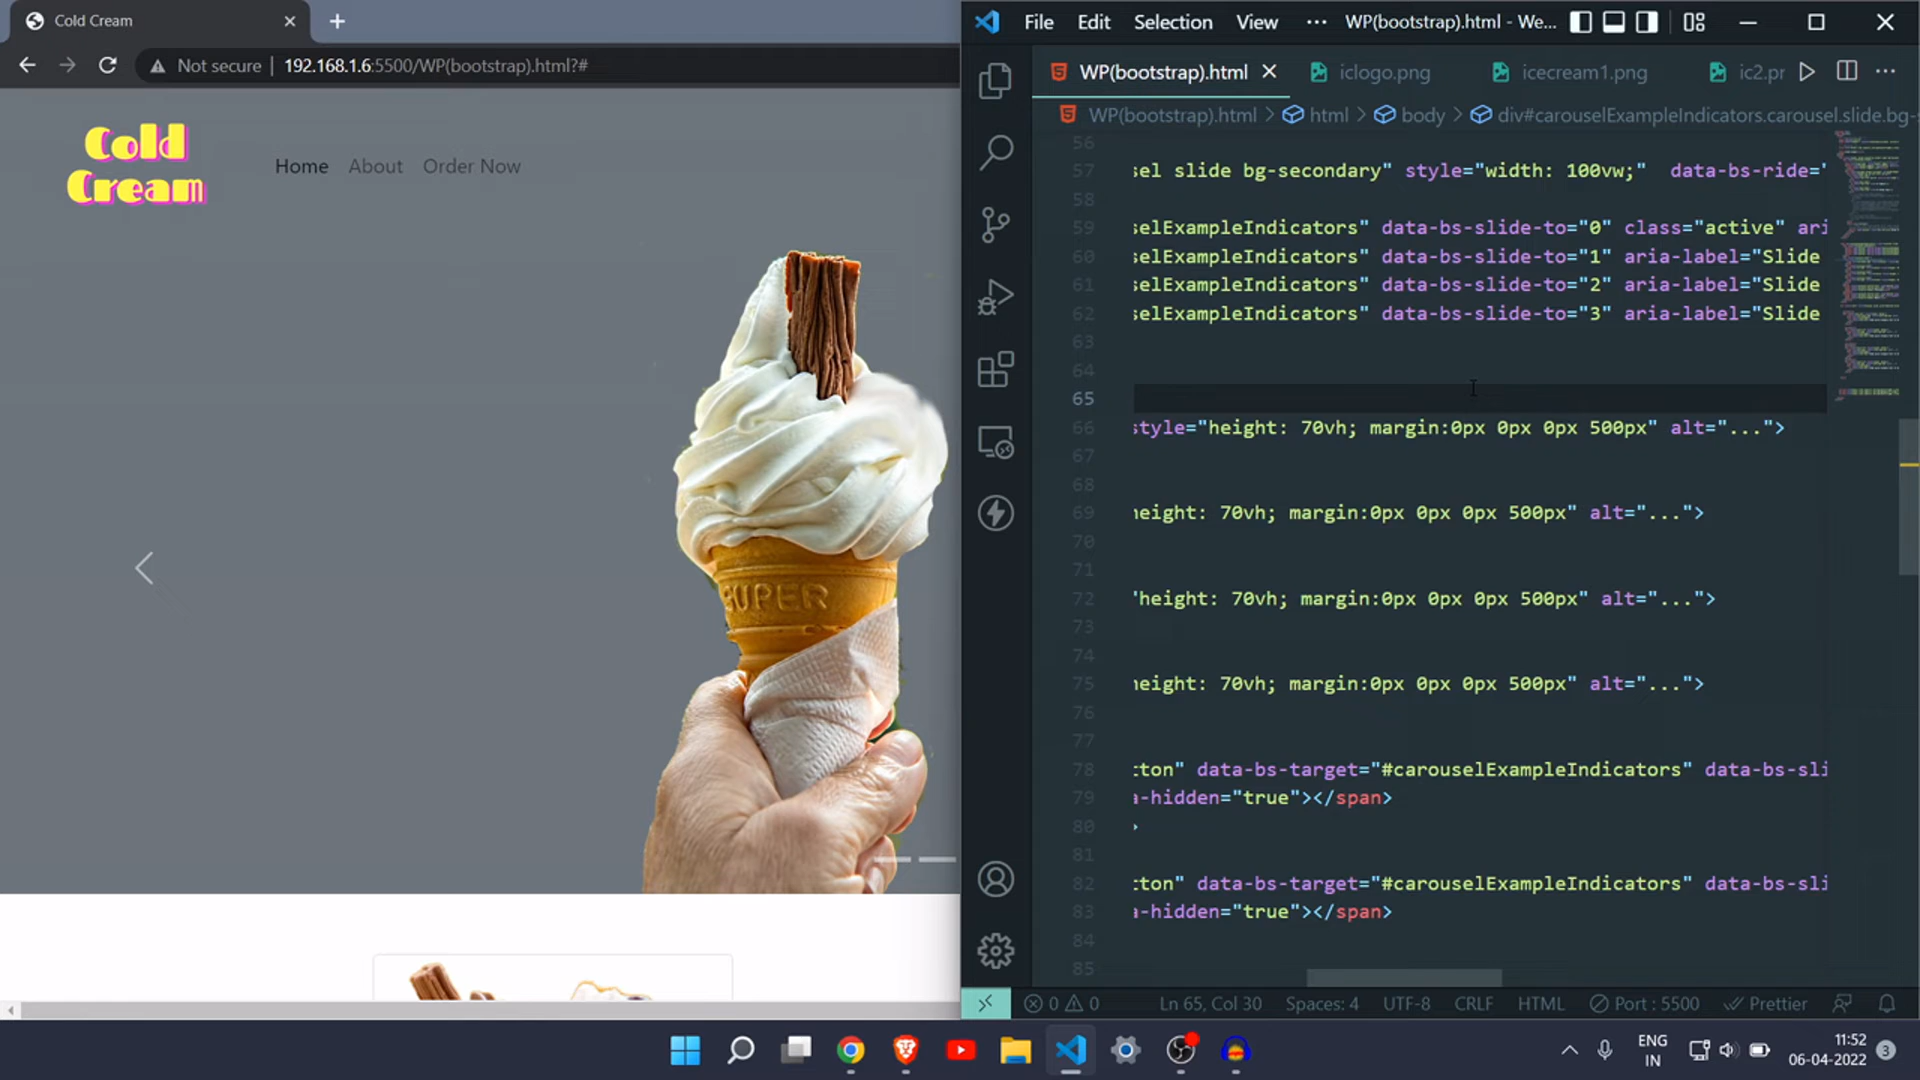 Cold Cream
Not secure | 192.168.1.6:5500/WP(bootstrap).html?#
Cold
Cream
Home About Order Now
SUPER
File Edit Selection View ··· WP(bootstrap).html - We...
WP(bootstrap).html iclogo.png icecream1.png ic2.pr
WP(bootstrap).html > html > body > div#carouselExampleIndicators.carousel.slide.bg-s
56
57 sel slide bg-secondary" style="width: 100vw;" data-bs-ride="
58
59 selExampleIndicators" data-bs-slide-to="0" class="active" ari
60 selExampleIndicators" data-bs-slide-to="1" aria-label="Slide
61 selExampleIndicators" data-bs-slide-to="2" aria-label="Slide
62 selExampleIndicators" data-bs-slide-to="3" aria-label="Slide
63
64
65
66 style="height: 70vh; margin:0px 0px 0px 500px" alt="...">
67
68
69 height: 70vh; margin:0px 0px 0px 500px" alt="...">
70
71
72 "height: 70vh; margin:0px 0px 0px 500px" alt="...">
73
74
75 height: 70vh; margin:0px 0px 0px 500px" alt="...">
76
77
78 tton" data-bs-target="#carouselExampleIndicators" data-bs-sli
79 a-hidden="true"></span>
80 >
81
82 tton" data-bs-target="#carouselExampleIndicators" data-bs-sli
83 a-hidden="true"></span>
84
85
0 0 Ln 65, Col 30 Spaces: 4 UTF-8 CRLF HTML Port : 5500 Prettier
ENG
IN
11:52
06-04-2022
3